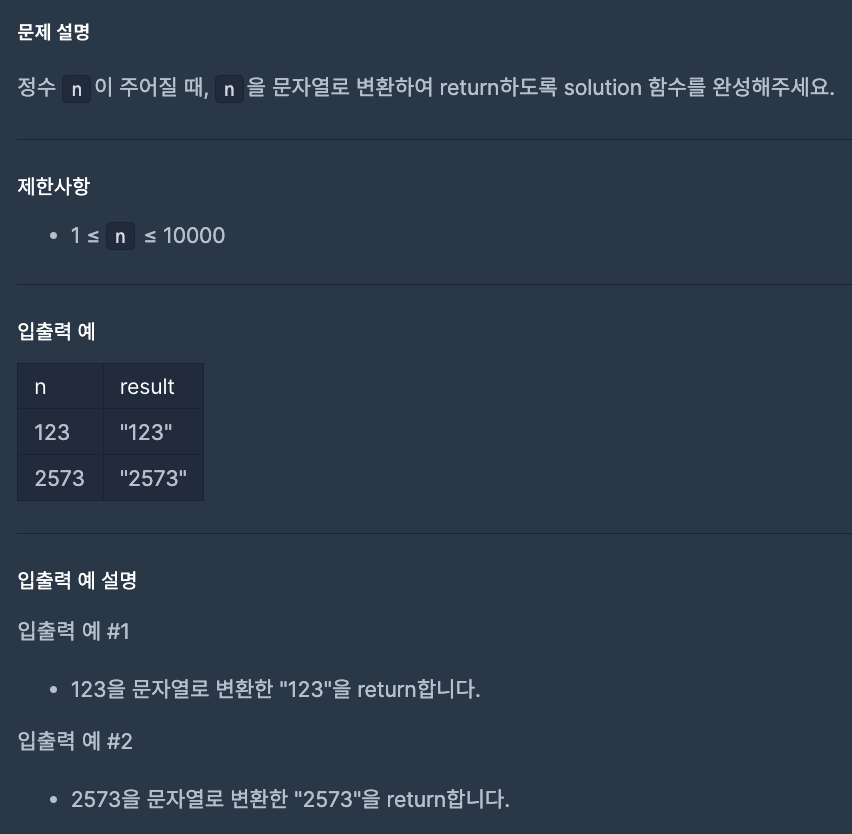 문제 설명
정수 n이 주어질 때, n을 문자열로 변환하여 return하도록 solution 함수를 완성해주세요.
제한사항
• 1 ≤ n ≤ 10000
입출력 예
n result
123 "123"
2573 "2573"
입출력 예 설명
입출력 예 #1
• 123을 문자열로 변환한 "123"을 return합니다.
입출력 예 #2
• 2573을 문자열로 변환한 "2573"을 return합니다.